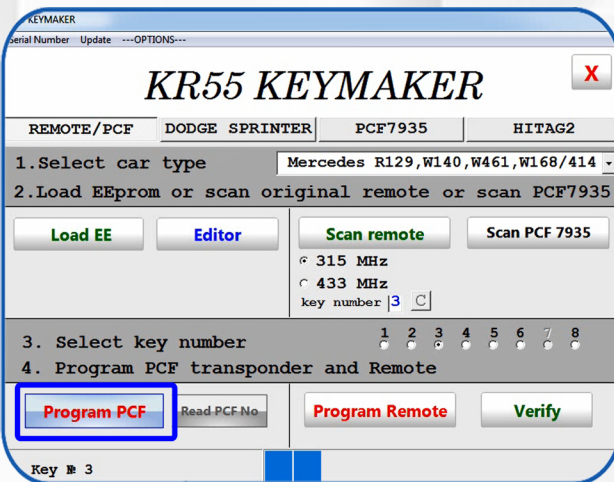 KEYMAKER
Serial Number Update ---OPTIONS---
KR55 KEYMAKER
X
REMOTE/PCF DODGE SPRINTER PCF7935 HITAG2
1.Select car type Mercedes R129,W140,W461,W168/414
2.Load EEprom or scan original remote or scan PCF7935
Load EE Editor Scan remote Scan PCF 7935
315 MHz
433 MHz
key number 3 C
3. Select key number 1 2 3 4 5 6 7 8
4. Program PCF transponder and Remote
Program PCF Read PCF No Program Remote Verify
Key № 3